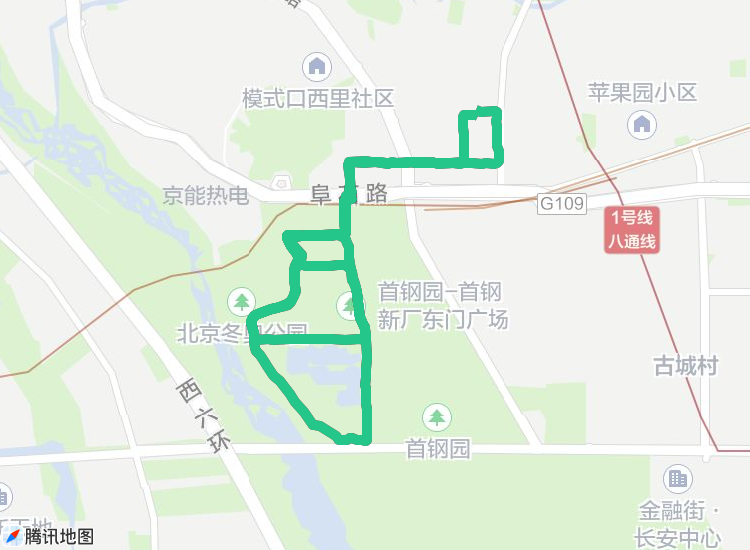 模式口西里社区
苹果园小区
京能热电
阜石路
G109
1号线
八通线
首钢园-首钢
新厂东门广场
北京冬奥公园
古城村
西六环
首钢园
金融街·
长安中心
腾讯地图